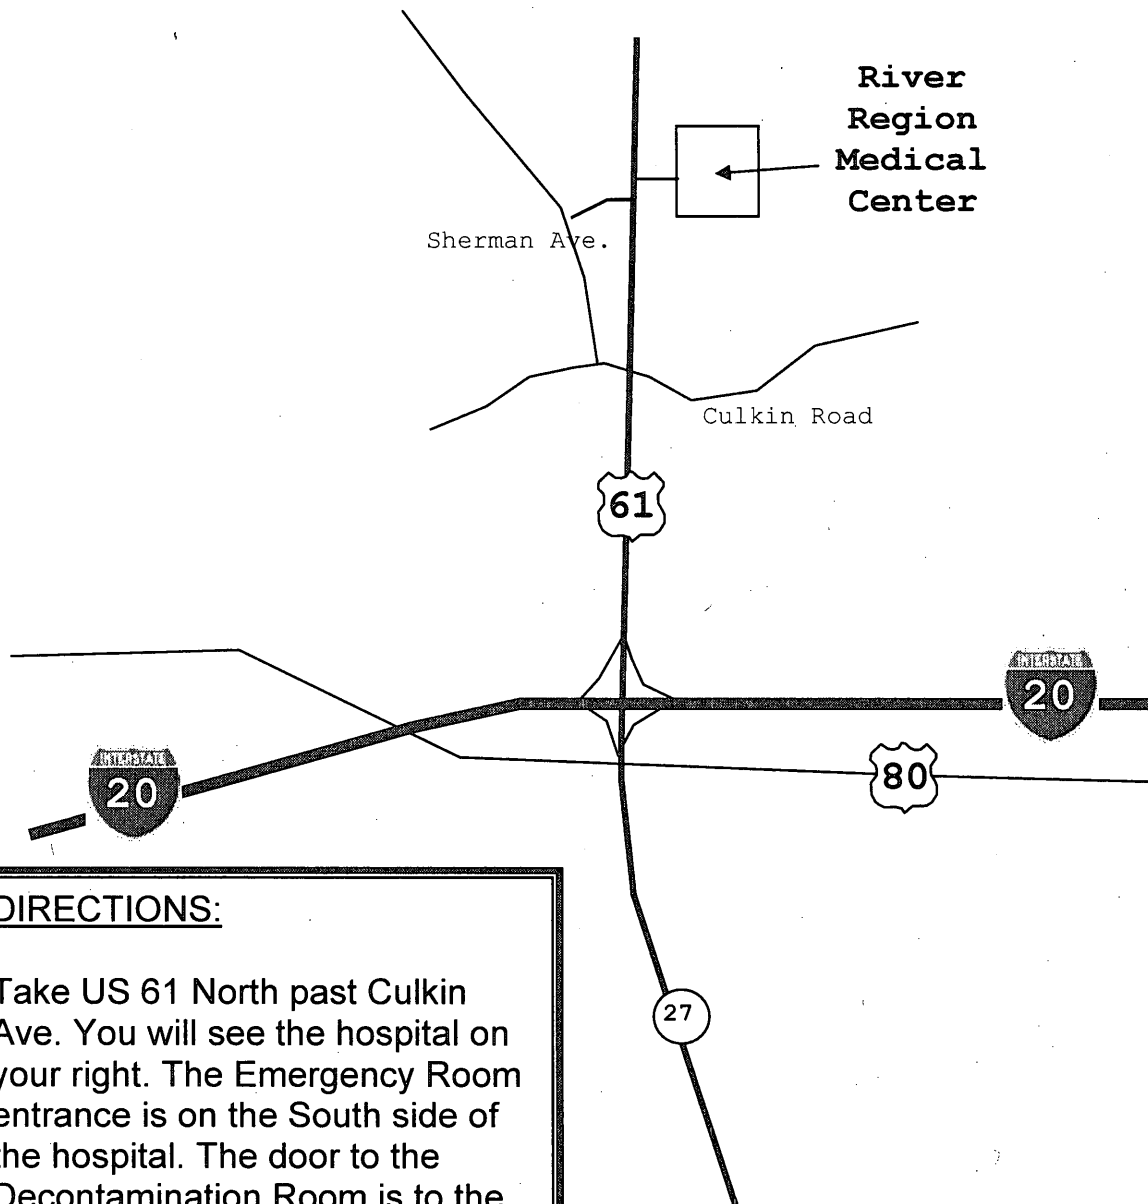 River
Region
Medical
Center
Sherman Ave.
Culkin Road
61
INTERSTATE
20
INTERSTATE
20
80
27
DIRECTIONS:
Take US 61 North past Culkin
Ave. You will see the hospital on
your right. The Emergency Room
entrance is on the South side of
the hospital. The door to the
Decontamination Room is to the